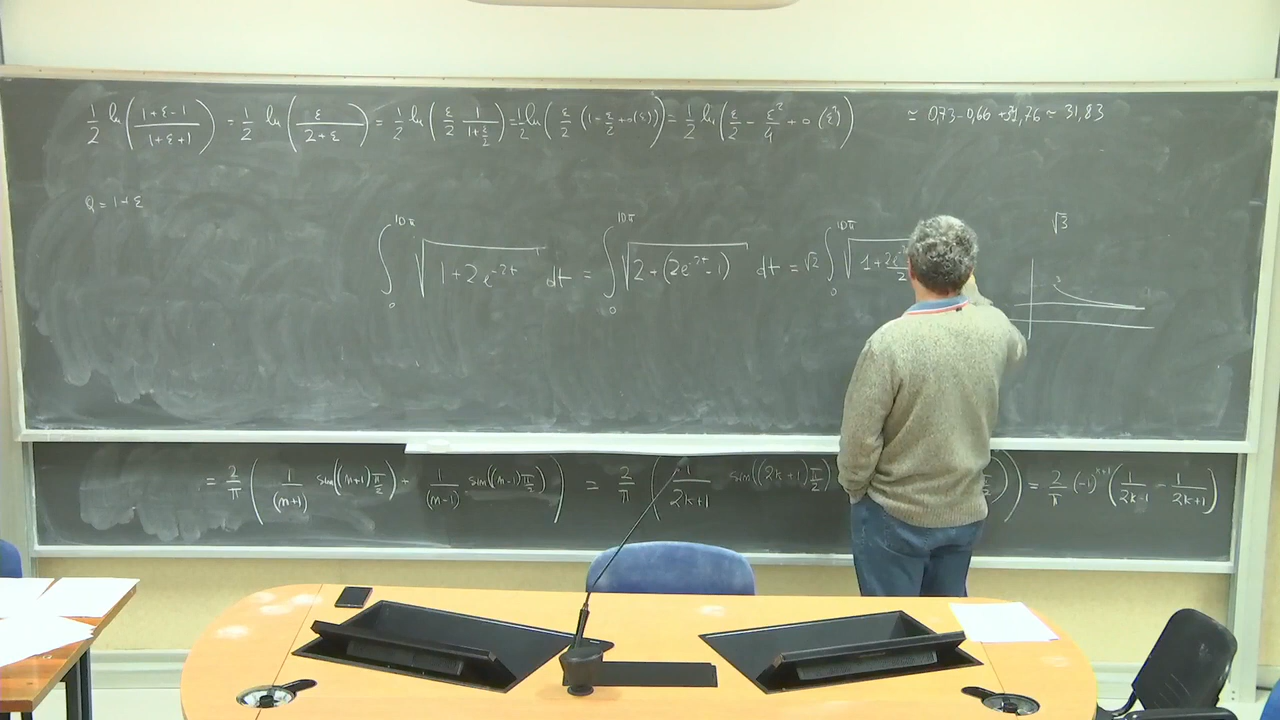 1/2 ln((1+ε-1)/(1+ε+1)) = 1/2 ln(ε/(2+ε)) = 1/2 ln(ε/2 1/(1+ε/2)) = 1/2 ln(ε/2 (1-ε/2+o(ε))) = 1/2 ln(ε/2 - ε²/4 + o(ε²)) ≃ 0,73-0,66 +31,76 ≃ 31,83
Q = 1+ε
√3
∫₀^{10π} √(1+2e^{-2t}) dt = ∫₀^{10π} √(2+(2e^{-2t}-1)) dt = √2 ∫₀^{10π} √(1+2e
3
= 2/π (1/(n+1) sin((n+1)π/2) + 1/(n-1) sin((n-1)π/2)) = 2/π (1/(2k+1) sin((2k+1)π/2) )) = 2/π (-1)^{k+1} (1/(2k-1) - 1/(2k+1))